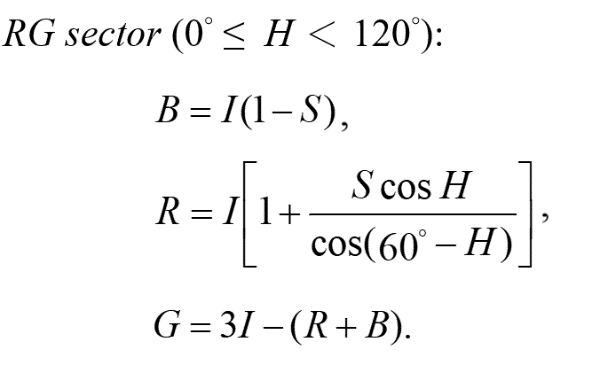 RG sector (0° ≤ H < 120°):
B = I(1 − S),
R = I[1 + S cos H / cos(60° − H)],
G = 3I − (R + B).